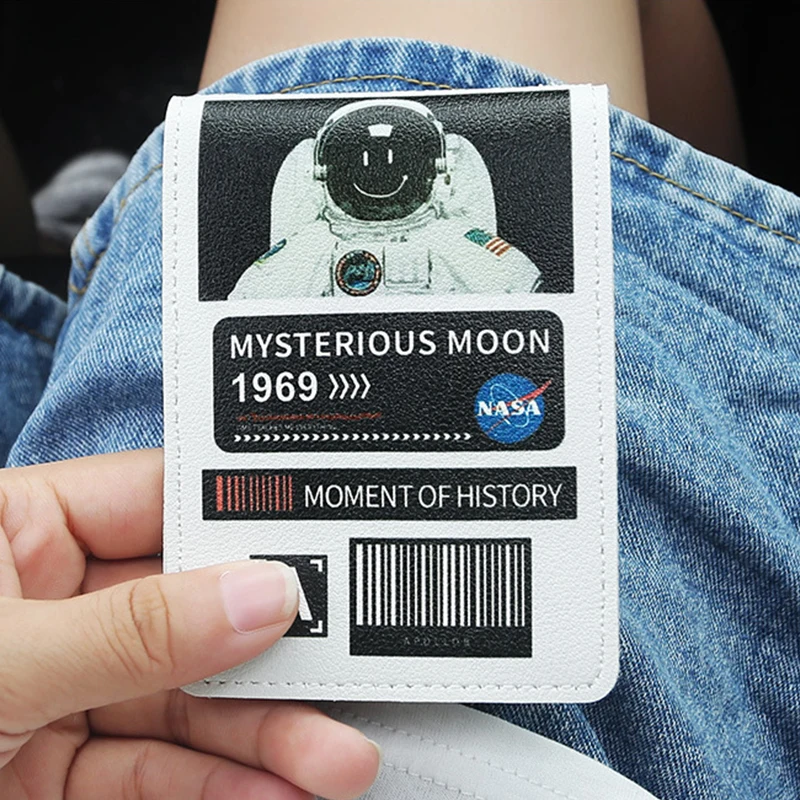 MYSTERIOUS MOON
1969 》》
NASA
MOMENT OF HISTORY
A